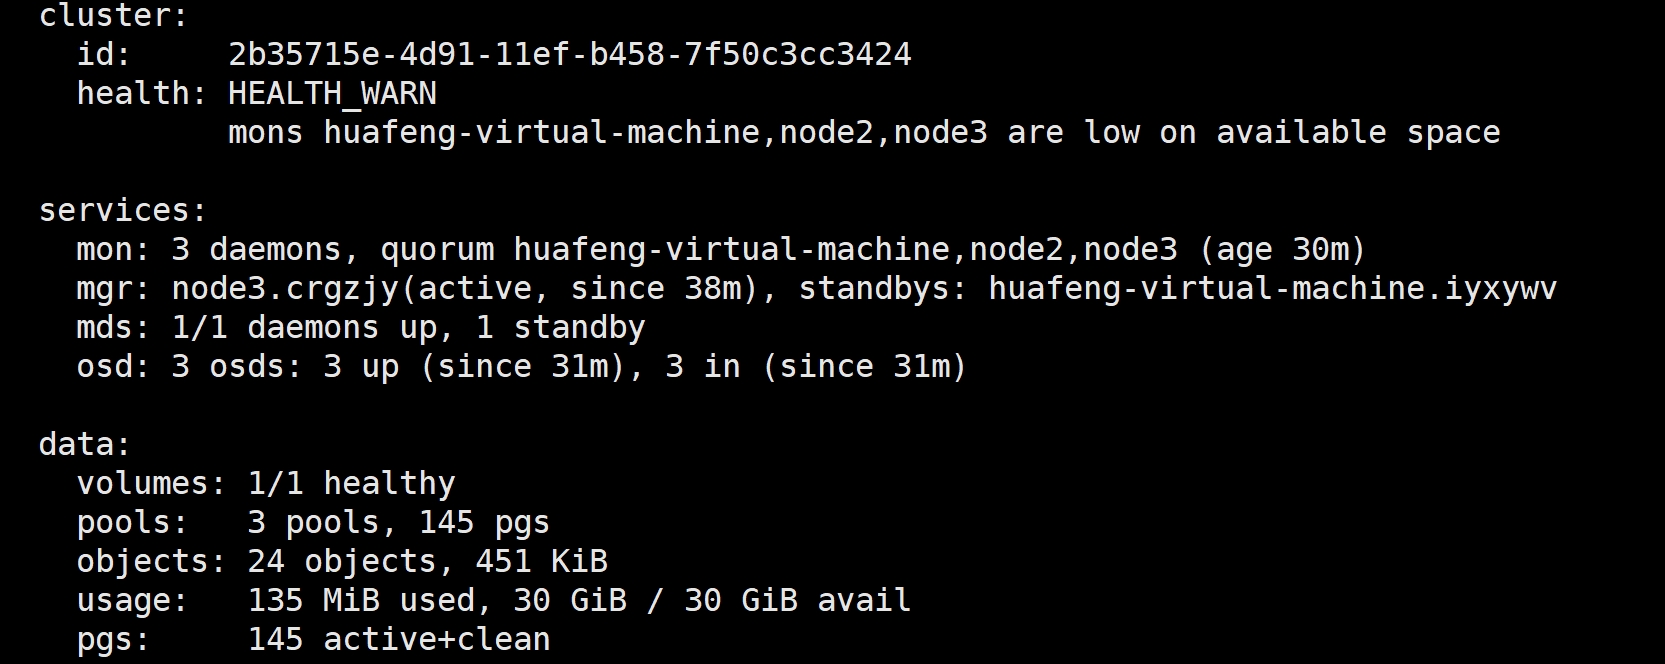 cluster:
id: 2b35715e-4d91-11ef-b458-7f50c3cc3424
health: HEALTH_WARN
mons huafeng-virtual-machine,node2,node3 are low on available space
services:
mon: 3 daemons, quorum huafeng-virtual-machine,node2,node3 (age 30m)
mgr: node3.crgzjy(active, since 38m), standbys: huafeng-virtual-machine.iyxywv
mds: 1/1 daemons up, 1 standby
osd: 3 osds: 3 up (since 31m), 3 in (since 31m)
data:
volumes: 1/1 healthy
pools: 3 pools, 145 pgs
objects: 24 objects, 451 KiB
usage: 135 MiB used, 30 GiB / 30 GiB avail
pgs: 145 active+clean